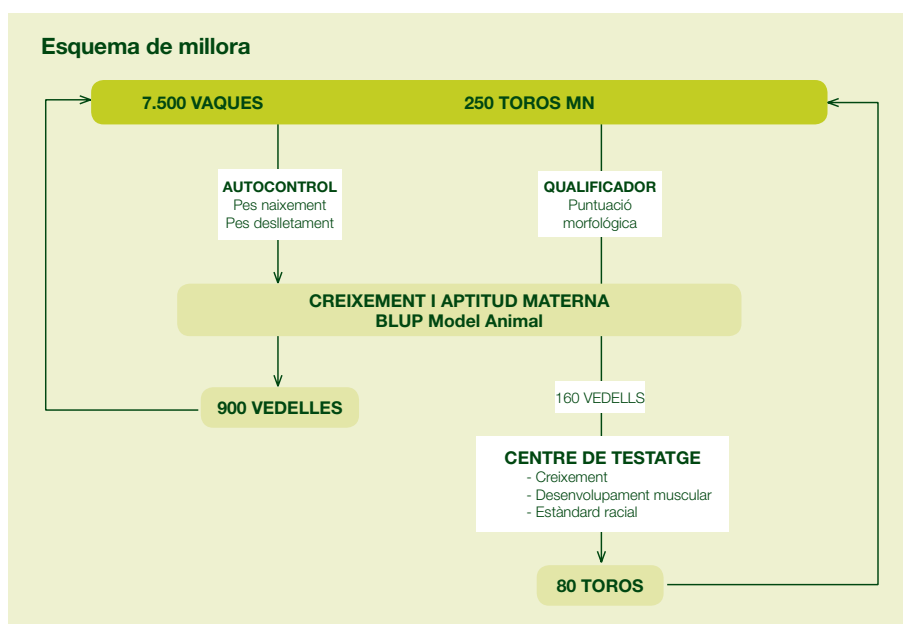 Esquema de millora
7.500 VAQUES
250 TOROS MN
AUTOCONTROL
Pes naixement
Pes deslletament
QUALIFICADOR
Puntuació
morfológica
CREIXEMENT I APTITUD MATERNA
BLUP Model Animal
900 VEDELLES
160 VEDELLS
CENTRE DE TESTATGE
- Creixement
- Desenvolupament muscular
- Estàndard racial
80 TOROS